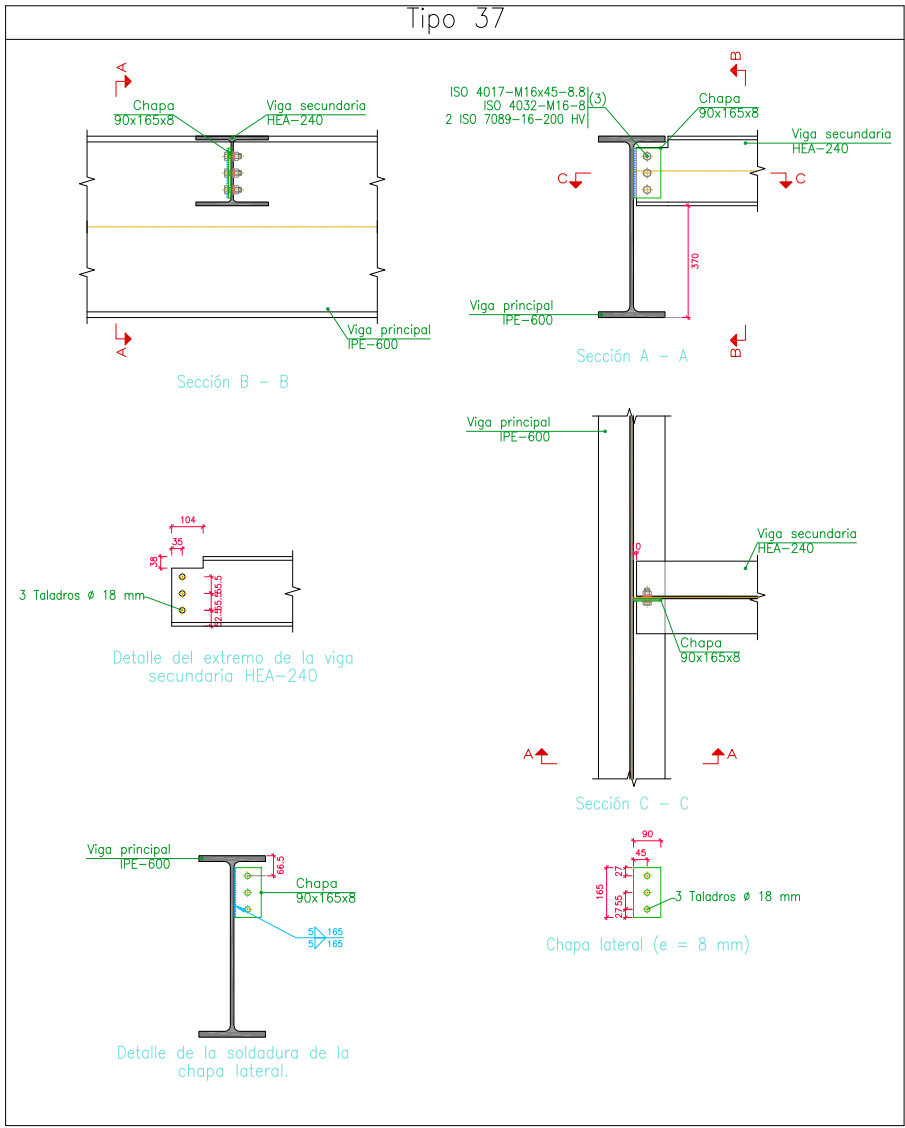 Tipo 37
A
Chapa
90x165x8
Viga secundaria
HEA-240
Viga principal
IPE-600
A
Sección B - B
ISO 4017-M16x45-8.8
ISO 4032-M16-8
2 ISO 7089-16-200 HV
(3)
B
Chapa
90x165x8
Viga secundaria
HEA-240
C
C
370
Viga principal
IPE-600
B
Sección A - A
Viga principal
IPE-600
Viga secundaria
HEA-240
Chapa
90x165x8
A
A
Sección C - C
104
35
38
3 Taladros ø 18 mm
52.5
Detalle del extremo de la viga
secundaria HEA-240
Viga principal
IPE-600
66.5
Chapa
90x165x8
5 165
5 165
Detalle de la soldadura de la
chapa lateral.
90
45
27
165
55
27
3 Taladros ø 18 mm
Chapa lateral (e = 8 mm)